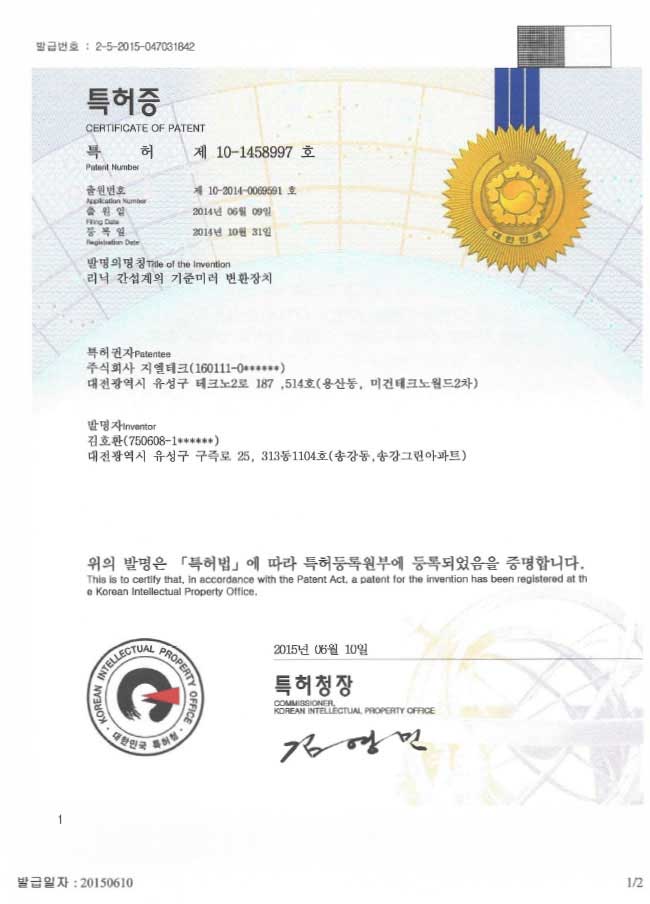 발급번호 : 2-5-2015-047031842
특허증
CERTIFICATE OF PATENT
특 허 제 10-1458997 호
Patent Number
출원번호 제 10-2014-0069591 호
Application Number
출 원 일 2014년 06월 09일
Filing Date
등 록 일 2014년 10월 31일
Registration Date
대한민국
발명의명칭Title of the Invention
리닉 간섭계의 기준미러 변환장치
특허권자Patentee
주식회사 지엘테크(160111-0******)
대전광역시 유성구 테크노2로 187 ,514호(용산동, 미건테크노월드2차)
발명자Inventor
김호환(750608-1******)
대전광역시 유성구 구즉로 25, 313동1104호(송강동,송강그린아파트)
위의 발명은 「특허법」에 따라 특허등록원부에 등록되었음을 증명합니다.
This is to certify that, in accordance with the Patent Act, a patent for the invention has been registered at th
e Korean Intellectual Property Office.
KOREAN INTELLECTUAL PROPERTY OFFICE
대한민국 특허청
2015년 06월 10일
특허청장
COMMISSIONER,
KOREAN INTELLECTUAL PROPERTY OFFICE
김영민
1
발급일자 : 20150610
1/2